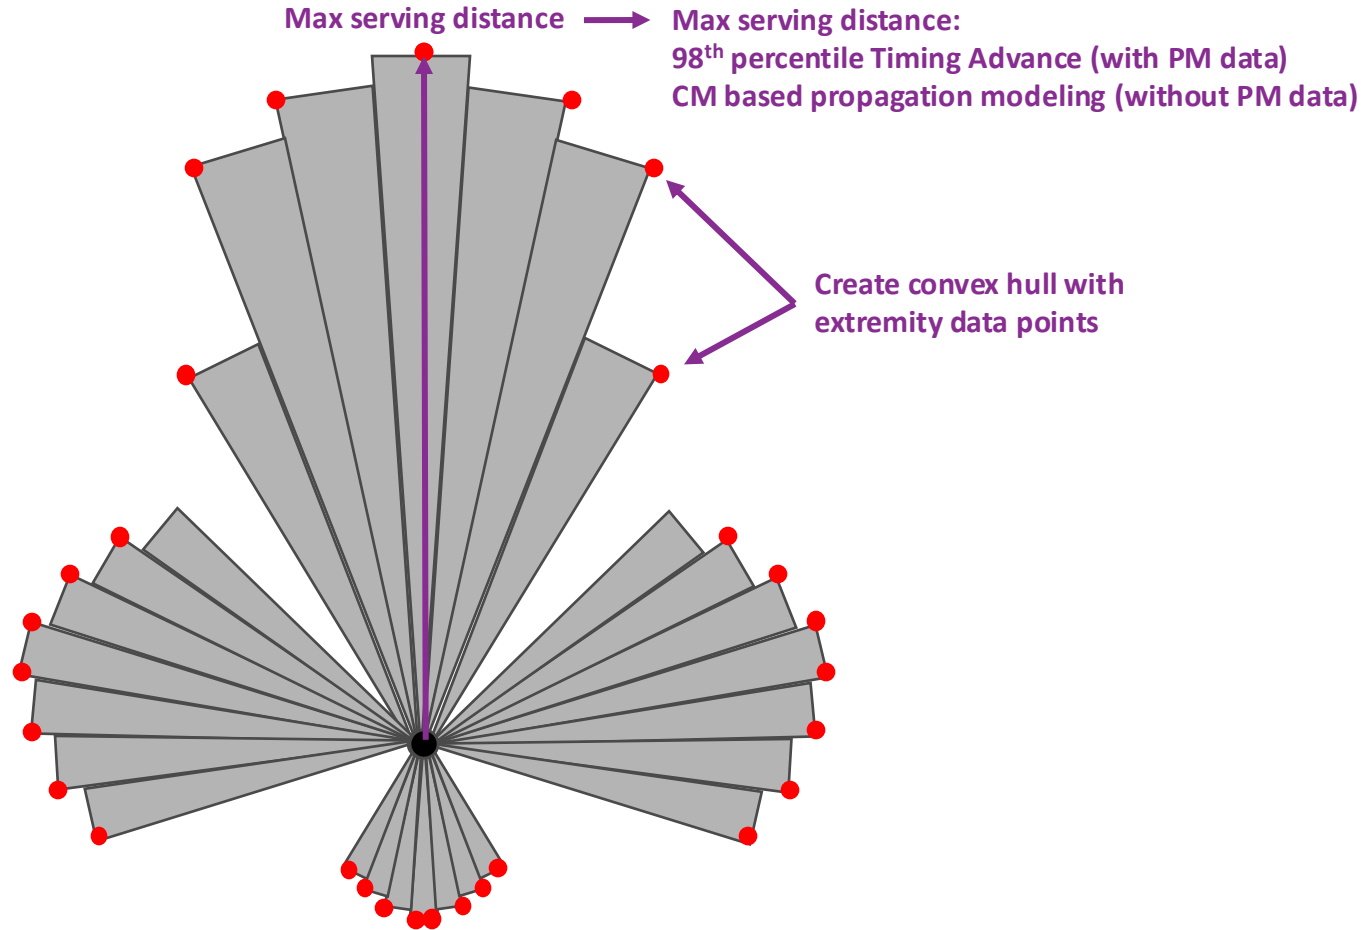 Max serving distance
Max serving distance:
98th percentile Timing Advance (with PM data)
CM based propagation modeling (without PM data)
Create convex hull with
extremity data points